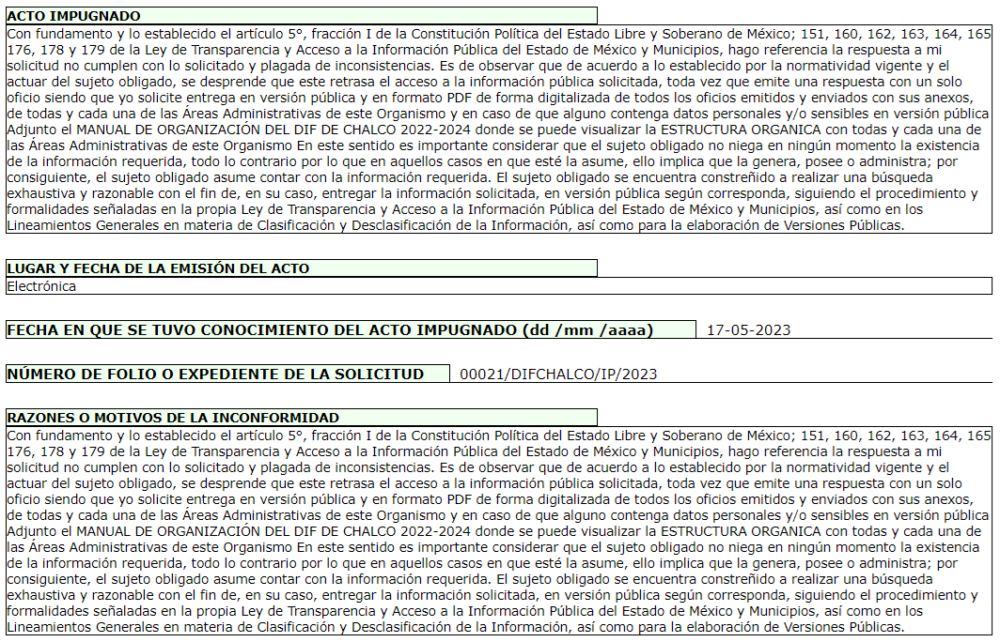 ACTO IMPUGNADO
Con fundamento y lo establecido el artículo 5°, fracción I de la Constitución Política del Estado Libre y Soberano de México; 151, 160, 162, 163, 164, 165
176, 178 y 179 de la Ley de Transparencia y Acceso a la Información Pública del Estado de México y Municipios, hago referencia la respuesta a mi
solicitud no cumplen con lo solicitado y plagada de inconsistencias. Es de observar que de acuerdo a lo establecido por la normatividad vigente y el
actuar del sujeto obligado, se desprende que este retrasa el acceso a la información pública solicitada, toda vez que emite una respuesta con un solo
oficio siendo que yo solicite entrega en versión pública y en formato PDF de forma digitalizada de todos los oficios emitidos y enviados con sus anexos,
de todas y cada una de las Áreas Administrativas de este Organismo y en caso de que alguno contenga datos personales y/o sensibles en versión pública
Adjunto el MANUAL DE ORGANIZACIÓN DEL DIF DE CHALCO 2022-2024 donde se puede visualizar la ESTRUCTURA ORGANICA con todas y cada una de
las Áreas Administrativas de este Organismo En este sentido es importante considerar que el sujeto obligado no niega en ningún momento la existencia
de la información requerida, todo lo contrario por lo que en aquellos casos en que esté la asume, ello implica que la genera, posee o administra; por
consiguiente, el sujeto obligado asume contar con la información requerida. El sujeto obligado se encuentra constreñido a realizar una búsqueda
exhaustiva y razonable con el fin de, en su caso, entregar la información solicitada, en versión pública según corresponda, siguiendo el procedimiento y
formalidades señaladas en la propia Ley de Transparencia y Acceso a la Información Pública del Estado de México y Municipios, así como en los
Lineamientos Generales en materia de Clasificación y Desclasificación de la Información, así como para la elaboración de Versiones Públicas.
LUGAR Y FECHA DE LA EMISIÓN DEL ACTO
Electrónica
FECHA EN QUE SE TUVO CONOCIMIENTO DEL ACTO IMPUGNADO (dd /mm /aaaa) 17-05-2023
NÚMERO DE FOLIO O EXPEDIENTE DE LA SOLICITUD 00021/DIFCHALCO/IP/2023
RAZONES O MOTIVOS DE LA INCONFORMIDAD
Con fundamento y lo establecido el artículo 5°, fracción I de la Constitución Política del Estado Libre y Soberano de México; 151, 160, 162, 163, 164, 165
176, 178 y 179 de la Ley de Transparencia y Acceso a la Información Pública del Estado de México y Municipios, hago referencia la respuesta a mi
solicitud no cumplen con lo solicitado y plagada de inconsistencias. Es de observar que de acuerdo a lo establecido por la normatividad vigente y el
actuar del sujeto obligado, se desprende que este retrasa el acceso a la información pública solicitada, toda vez que emite una respuesta con un solo
oficio siendo que yo solicite entrega en versión pública y en formato PDF de forma digitalizada de todos los oficios emitidos y enviados con sus anexos,
de todas y cada una de las Áreas Administrativas de este Organismo y en caso de que alguno contenga datos personales y/o sensibles en versión pública
Adjunto el MANUAL DE ORGANIZACIÓN DEL DIF DE CHALCO 2022-2024 donde se puede visualizar la ESTRUCTURA ORGANICA con todas y cada una de
las Áreas Administrativas de este Organismo En este sentido es importante considerar que el sujeto obligado no niega en ningún momento la existencia
de la información requerida, todo lo contrario por lo que en aquellos casos en que esté la asume, ello implica que la genera, posee o administra; por
consiguiente, el sujeto obligado asume contar con la información requerida. El sujeto obligado se encuentra constreñido a realizar una búsqueda
exhaustiva y razonable con el fin de, en su caso, entregar la información solicitada, en versión pública según corresponda, siguiendo el procedimiento y
formalidades señaladas en la propia Ley de Transparencia y Acceso a la Información Pública del Estado de México y Municipios, así como en los
Lineamientos Generales en materia de Clasificación y Desclasificación de la Información, así como para la elaboración de Versiones Públicas.